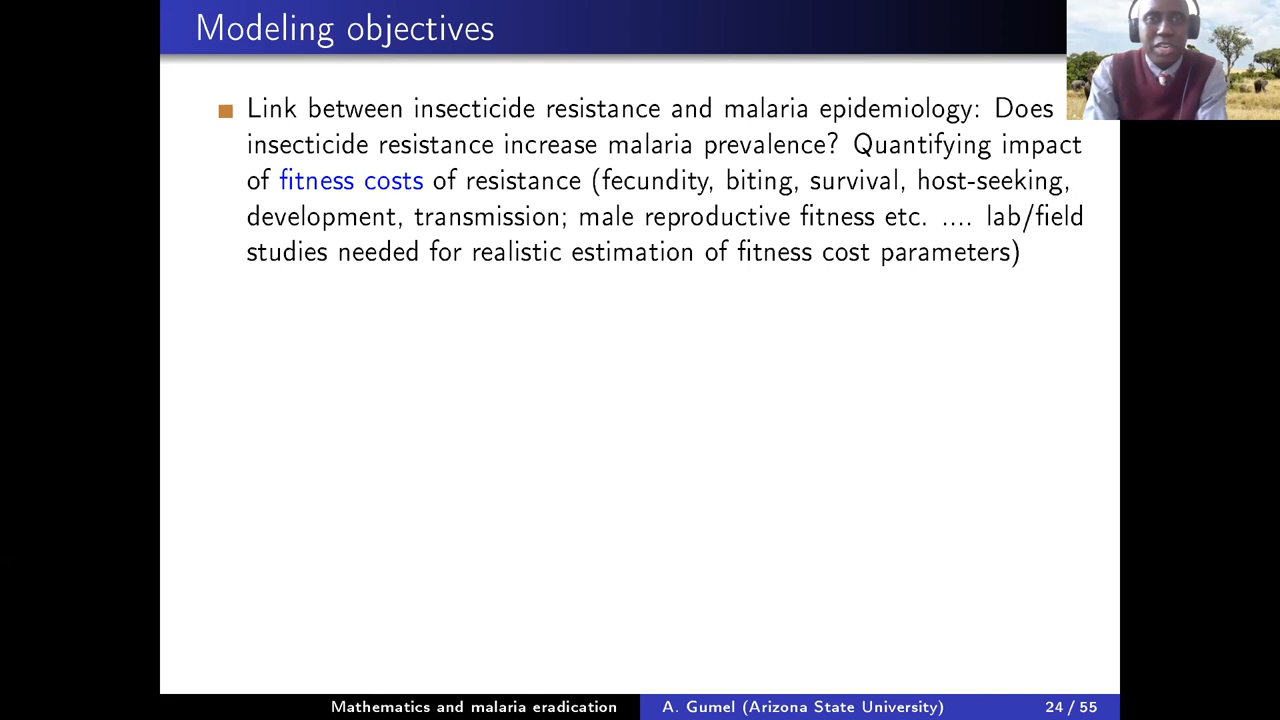 Modeling objectives
Link between insecticide resistance and malaria epidemiology: Does
insecticide resistance increase malaria prevalence? Quantifying impact
of fitness costs of resistance (fecundity, biting, survival, host-seeking,
development, transmission; male reproductive fitness etc. .... lab/field
studies needed for realistic estimation of fitness cost parameters)
Mathematics and malaria eradication
A. Gumel (Arizona State University)
24 / 55